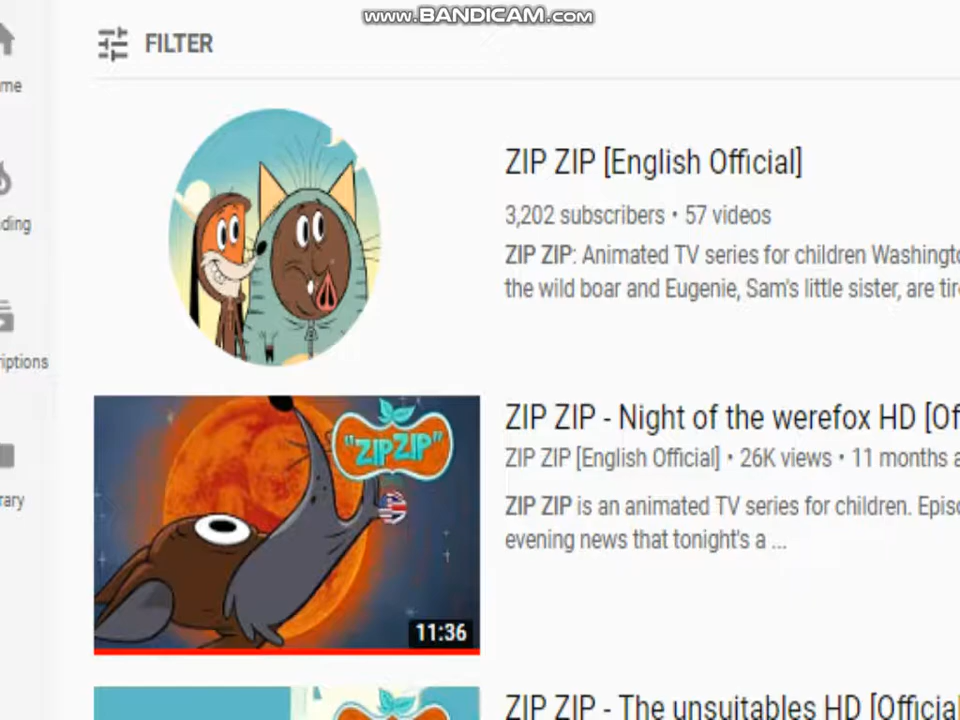 www.BANDICAM.com
FILTER
me
ZIP ZIP [English Official]
3,202 subscribers • 57 videos
ZIP ZIP: Animated TV series for children Washingto
the wild boar and Eugenie, Sam's little sister, are tire
ding
riptions
rary
"ZIP ZIP"
11:36
ZIP ZIP - Night of the werefox HD [Of
ZIP ZIP [English Official] • 26K views • 11 months a
ZIP ZIP is an animated TV series for children. Episo
evening news that tonight's a ...
ZIP ZIP - The unsuitables HD [Official